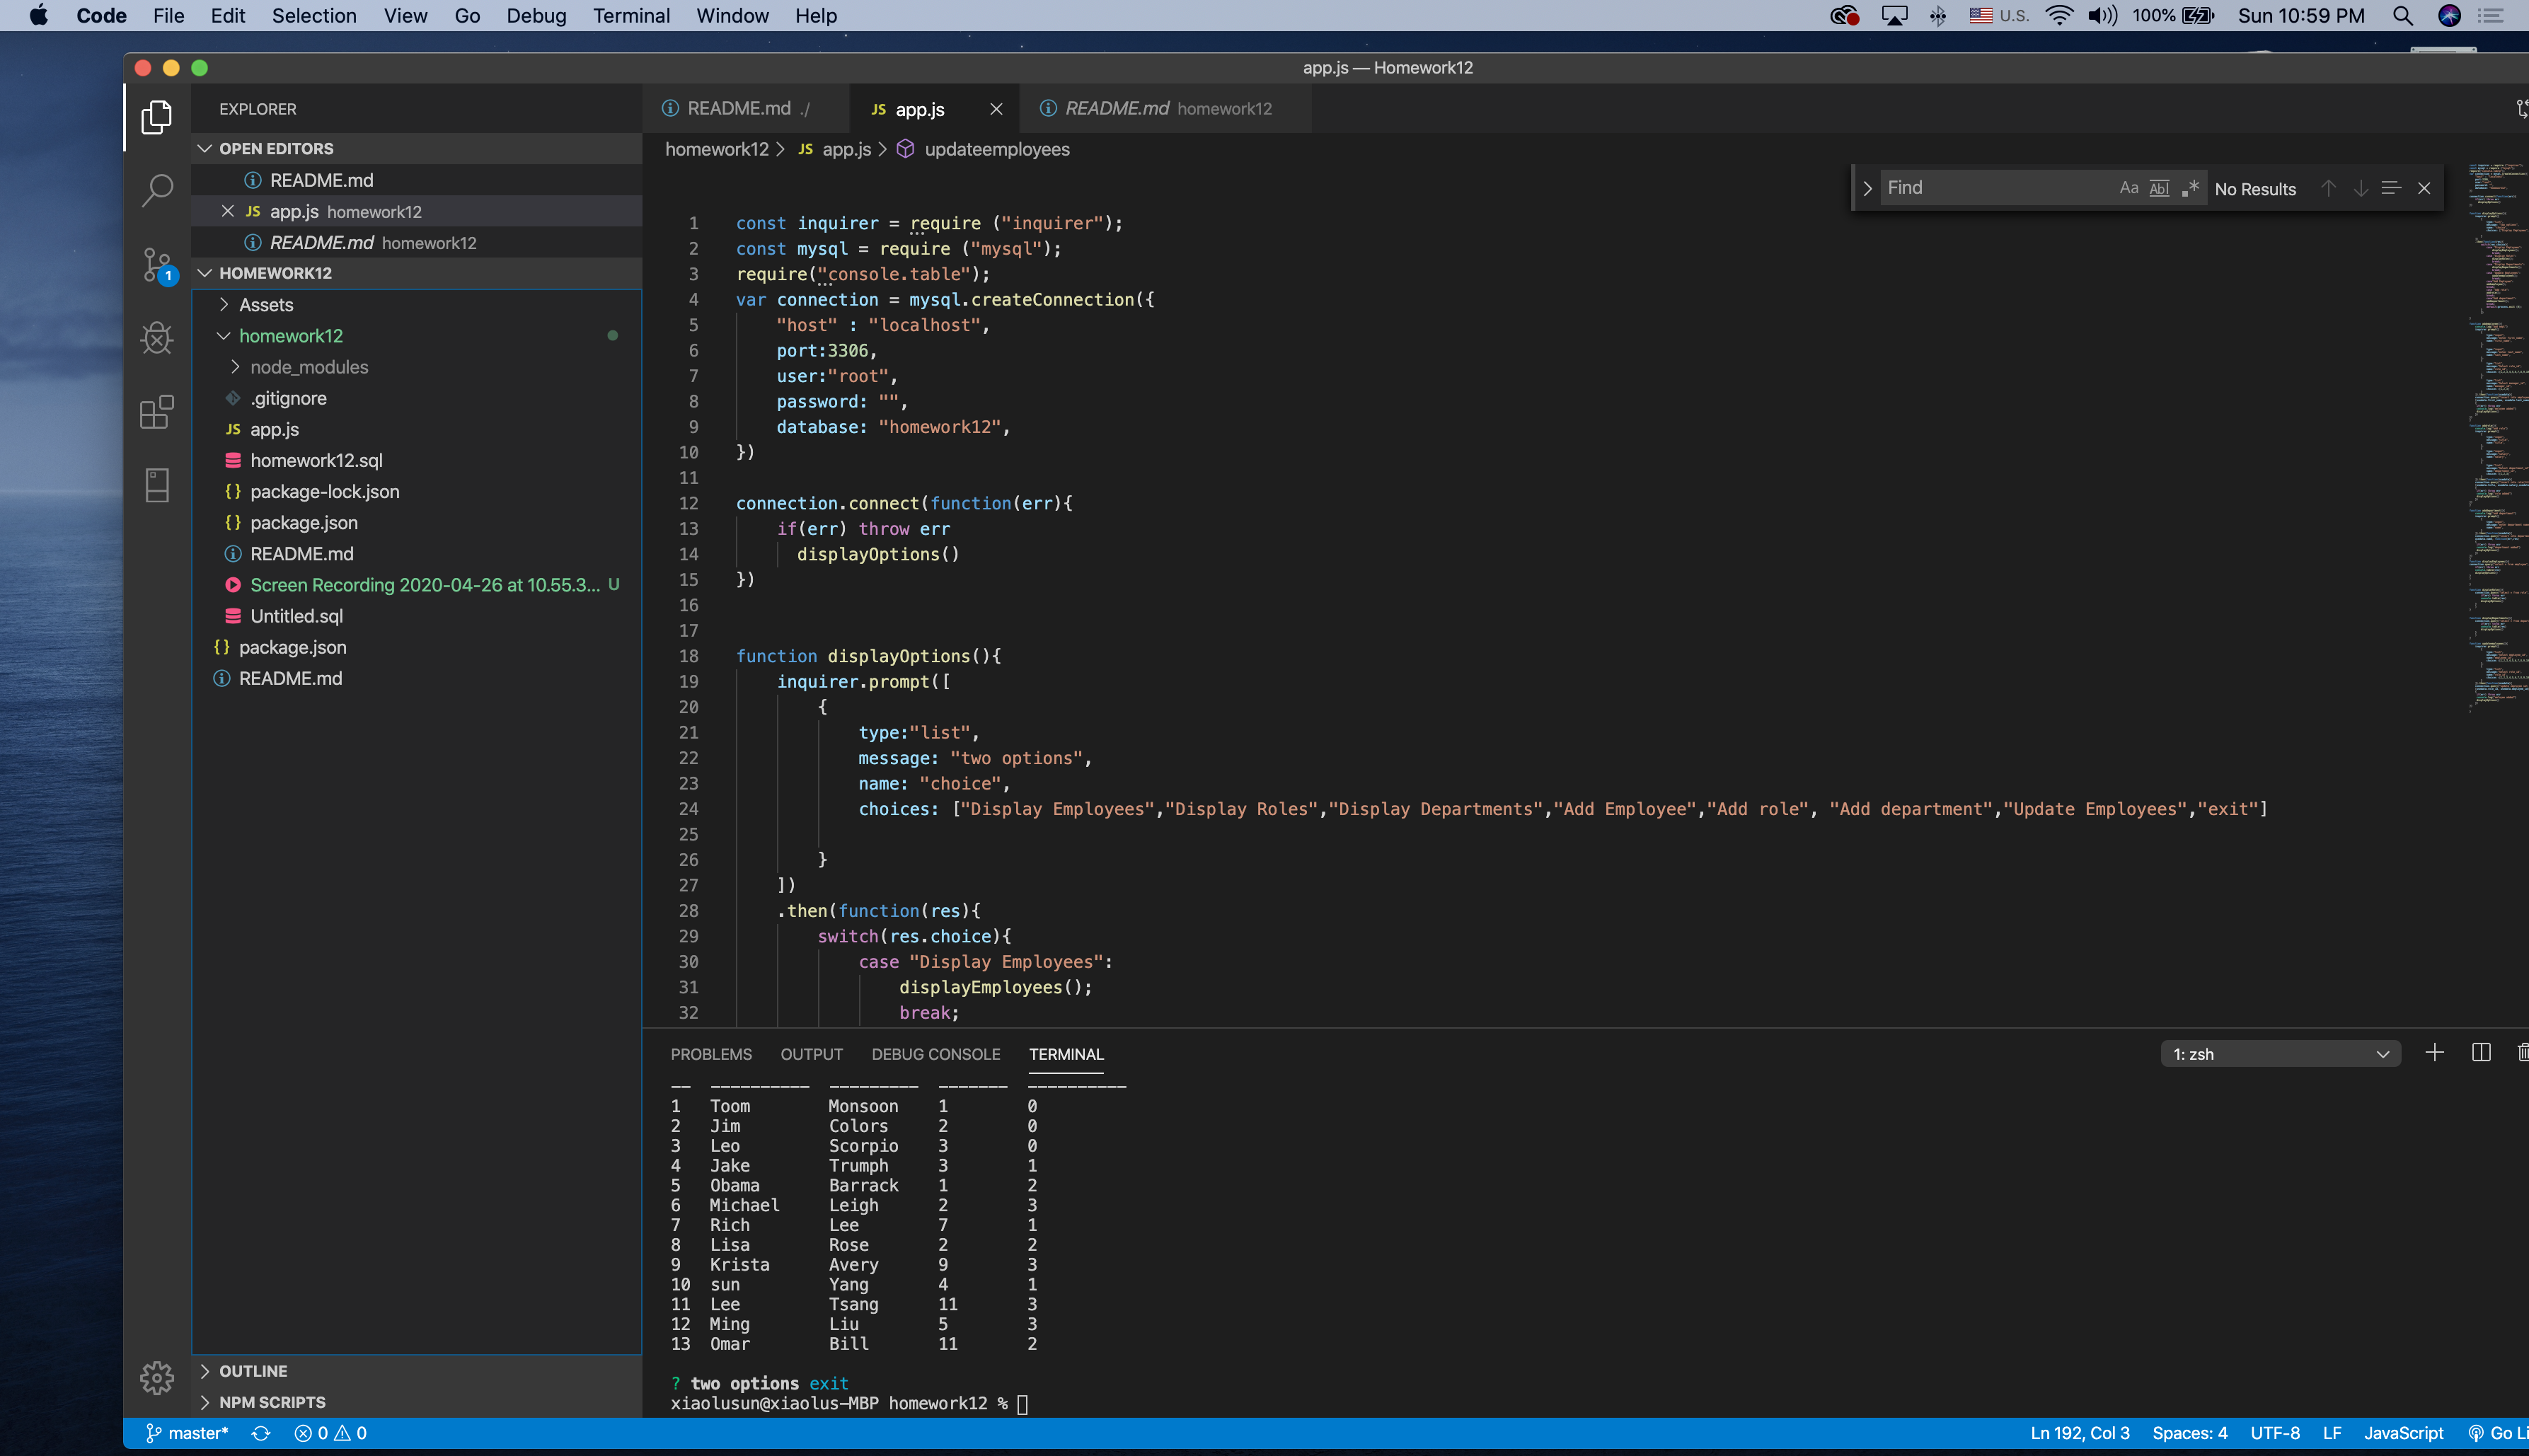 Code File Edit Selection View Go Debug Terminal Window Help U.S. 100% Sun 10:59 PM
app.js — Homework12
EXPLORER
OPEN EDITORS
README.md
app.js homework12
README.md homework12
HOMEWORK12
Assets
homework12
node_modules
.gitignore
JS app.js
homework12.sql
{} package-lock.json
{} package.json
README.md
Screen Recording 2020-04-26 at 10.55.3... U
Untitled.sql
{} package.json
README.md
OUTLINE
NPM SCRIPTS
1
README.md ./ JS app.js README.md homework12
homework12 > JS app.js > updateemployees
Find Aa Abl .* No Results
1 const inquirer = require ("inquirer");
2 const mysql = require ("mysql");
3 require("console.table");
4 var connection = mysql.createConnection({
5 "host" : "localhost",
6 port:3306,
7 user:"root",
8 password: "",
9 database: "homework12",
10 })
11
12 connection.connect(function(err){
13 if(err) throw err
14 displayOptions()
15 })
16
17
18 function displayOptions(){
19 inquirer.prompt([
20 {
21 type:"list",
22 message: "two options",
23 name: "choice",
24 choices: ["Display Employees","Display Roles","Display Departments","Add Employee","Add role", "Add department","Update Employees","exit"]
25
26 }
27 ])
28 .then(function(res){
29 switch(res.choice){
30 case "Display Employees":
31 displayEmployees();
32 break;
PROBLEMS OUTPUT DEBUG CONSOLE TERMINAL 1: zsh
-- ---------- --------- ------- ----------
1 Toom Monsoon 1 0
2 Jim Colors 2 0
3 Leo Scorpio 3 0
4 Jake Trumph 3 1
5 Obama Barrack 1 2
6 Michael Leigh 2 3
7 Rich Lee 7 1
8 Lisa Rose 2 2
9 Krista Avery 9 3
10 sun Yang 4 1
11 Lee Tsang 11 3
12 Ming Liu 5 3
13 Omar Bill 11 2
? two options exit
xiaolusun@xiaolus-MBP homework12 %
master* 0 0 Ln 192, Col 3 Spaces: 4 UTF-8 LF JavaScript Go Li